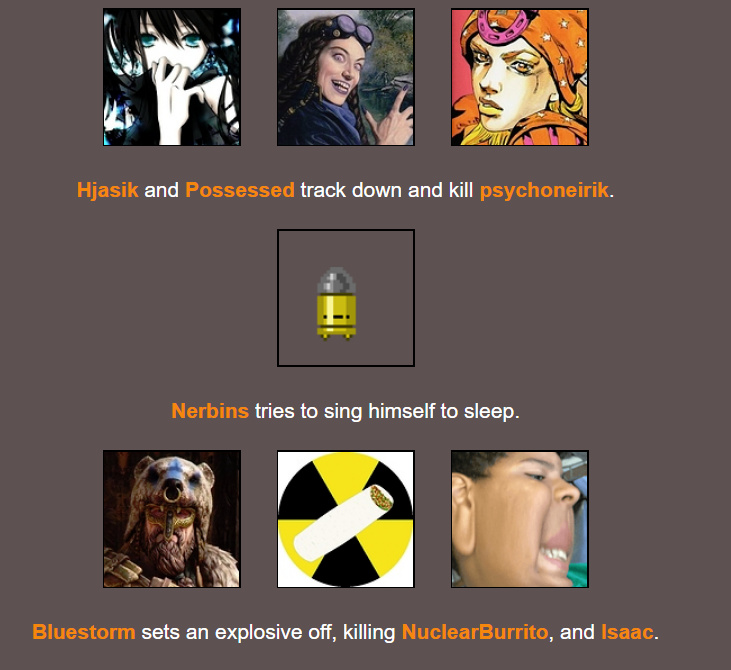 Hjasik and Possessed track down and kill psychoneirik.
Nerbins tries to sing himself to sleep.
Bluestorm sets an explosive off, killing NuclearBurrito, and Isaac.